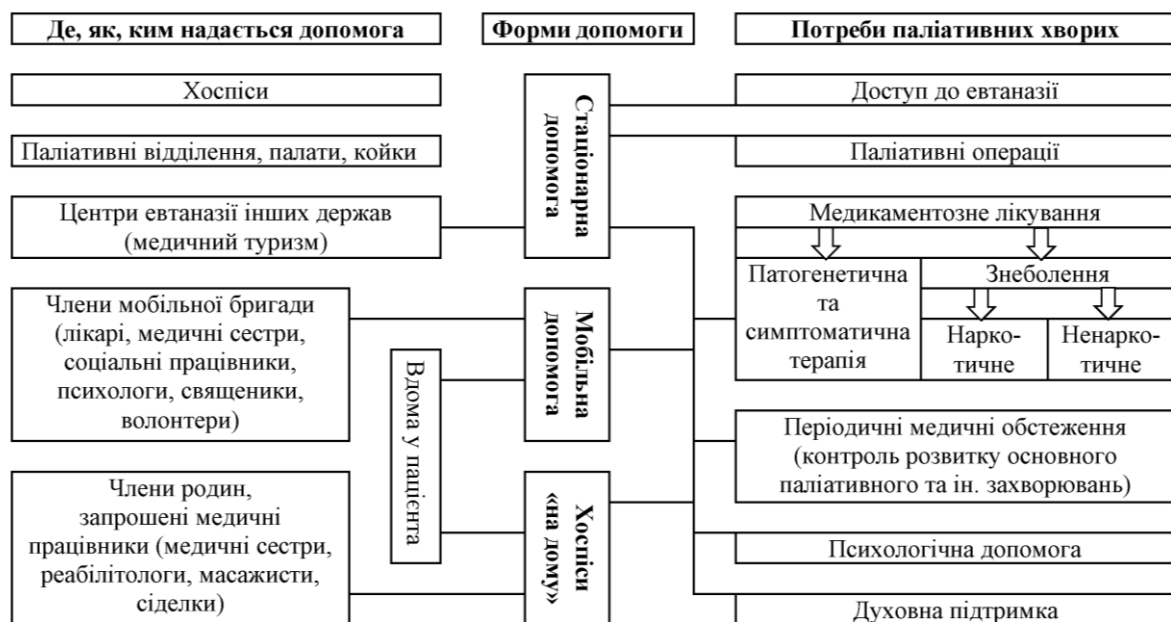 Де, як, ким надається допомога
Форми допомоги
Потреби паліативних хворих
Хоспіси
Паліативні відділення, палати, койки
Центри евтаназії інших держав
(медичний туризм)
Члени мобільної бригади
(лікарі, медичні сестри,
соціальні працівники,
психологи, священики,
волонтери)
Члени родин,
запрошені медичні
працівники (медичні сестри,
реабілітологи, масажисти,
сіделки)
Вдома у пацієнта
Стаціонарна
допомога
Мобільна
допомога
Хоспіси
«на дому»
Доступ до евтаназії
Паліативні операції
Медикаментозне лікування
Патогенетична
та
симптоматична
терапія
Знеболення
Нарко-
тичне
Ненарко-
тичне
Періодичні медичні обстеження
(контроль розвитку основного
паліативного та ін. захворювань)
Психологічна допомога
Духовна підтримка